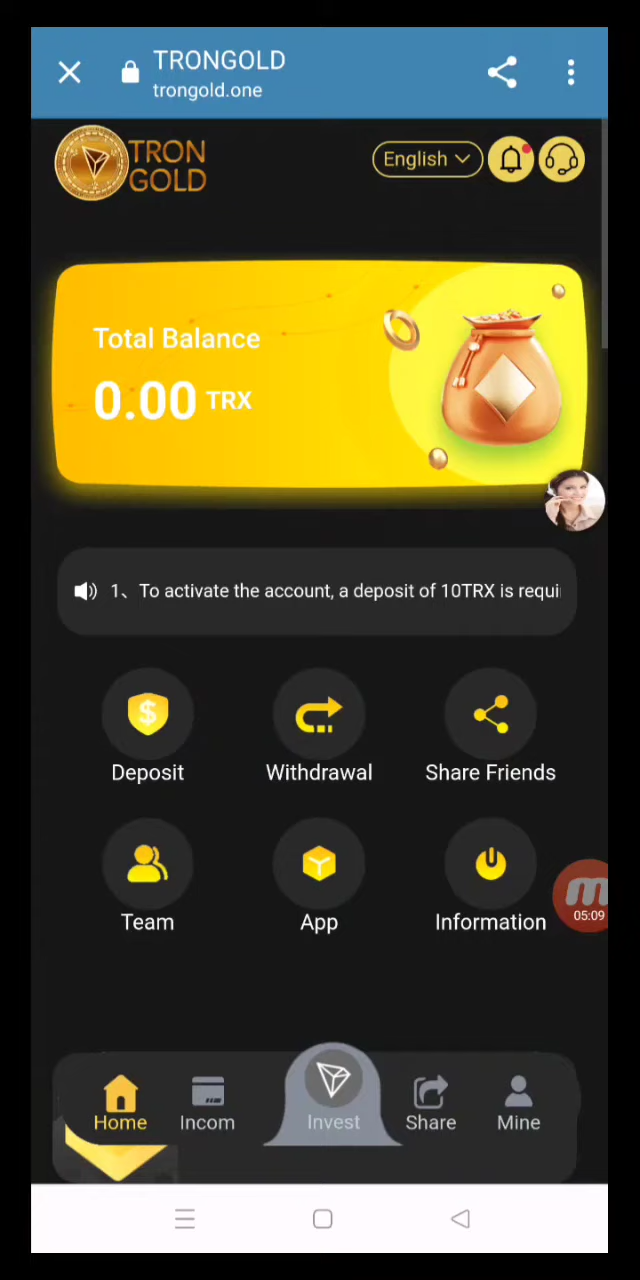 TRONGOLD
trongold.one
TRON
GOLD
English
Total Balance
0.00 TRX
1、To activate the account, a deposit of 10TRX is requi
Deposit
Withdrawal
Share Friends
Team
App
Information
05:09
Home
Incom
Invest
Share
Mine